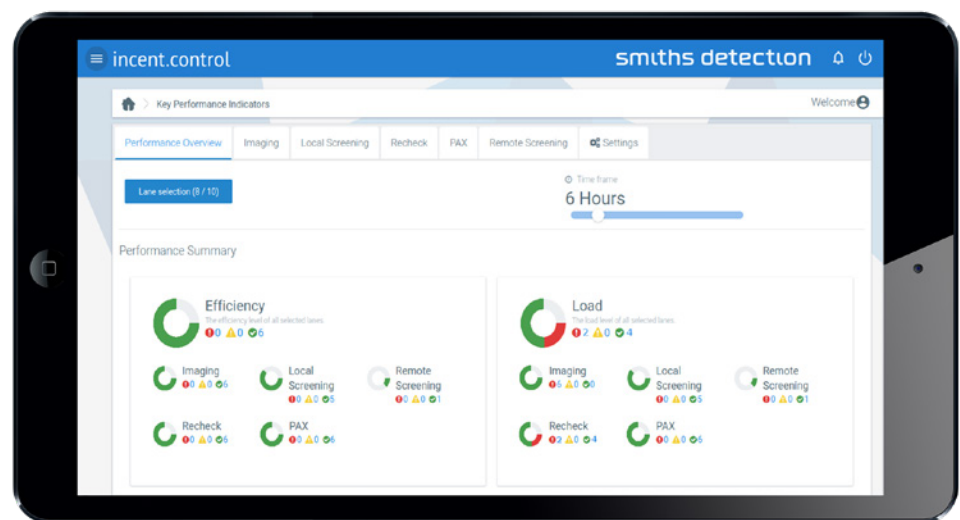 incent.control
smiths detection
Key Performance Indicators
Welcome
Performance Overview Imaging Local Screening Recheck PAX Remote Screening Settings
Lane selection (8 / 10)
Time frame
6 Hours
Performance Summary
Efficiency
The efficiency level of all selected lanes.
0 0 6
Imaging
0 0 6
Local
Screening
0 0 5
Remote
Screening
0 0 1
Recheck
0 0 6
PAX
0 0 6
Load
The load level of all selected lanes.
2 0 4
Imaging
0 0
Local
Screening
0 0 5
Remote
Screening
0 0 1
Recheck
2 0 4
PAX
0 0 6